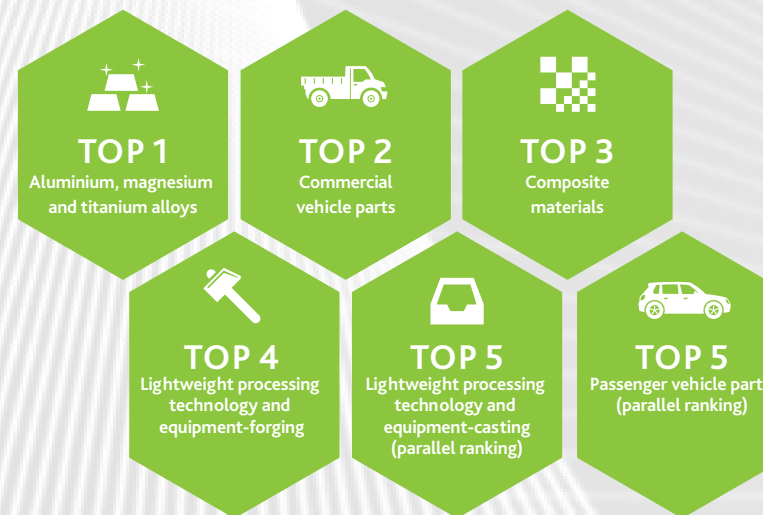 TOP 1
Aluminium, magnesium
and titanium alloys
TOP 2
Commercial
vehicle parts
TOP 3
Composite
materials
TOP 4
Lightweight processing
technology and
equipment-forging
TOP 5
Lightweight processing
technology and
equipment-casting
(parallel ranking)
TOP 5
Passenger vehicle part
(parallel ranking)